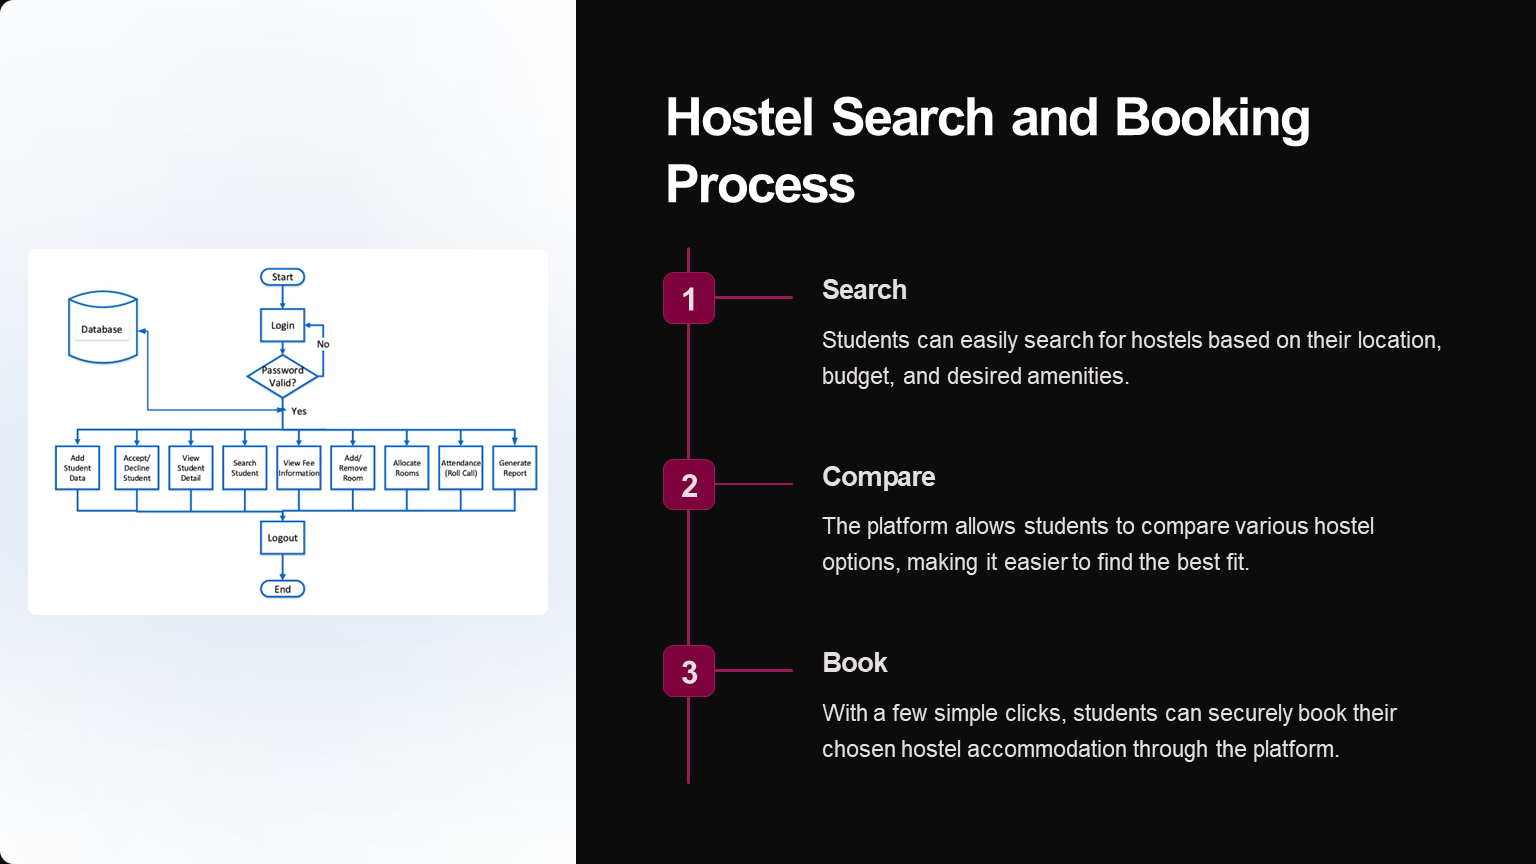 Start
Database
Login
No
Password
Valid?
Yes
Add
Student
Data
Accept/
Decline
Student
View
Student
Detail
Search
Student
View Fee
Information
Add/
Remove
Room
Allocate
Rooms
Attendance
(Roll Call)
Generate
Report
Logout
End
Hostel Search and Booking
Process
1
Search
Students can easily search for hostels based on their location,
budget, and desired amenities.
2
Compare
The platform allows students to compare various hostel
options, making it easier to find the best fit.
3
Book
With a few simple clicks, students can securely book their
chosen hostel accommodation through the platform.